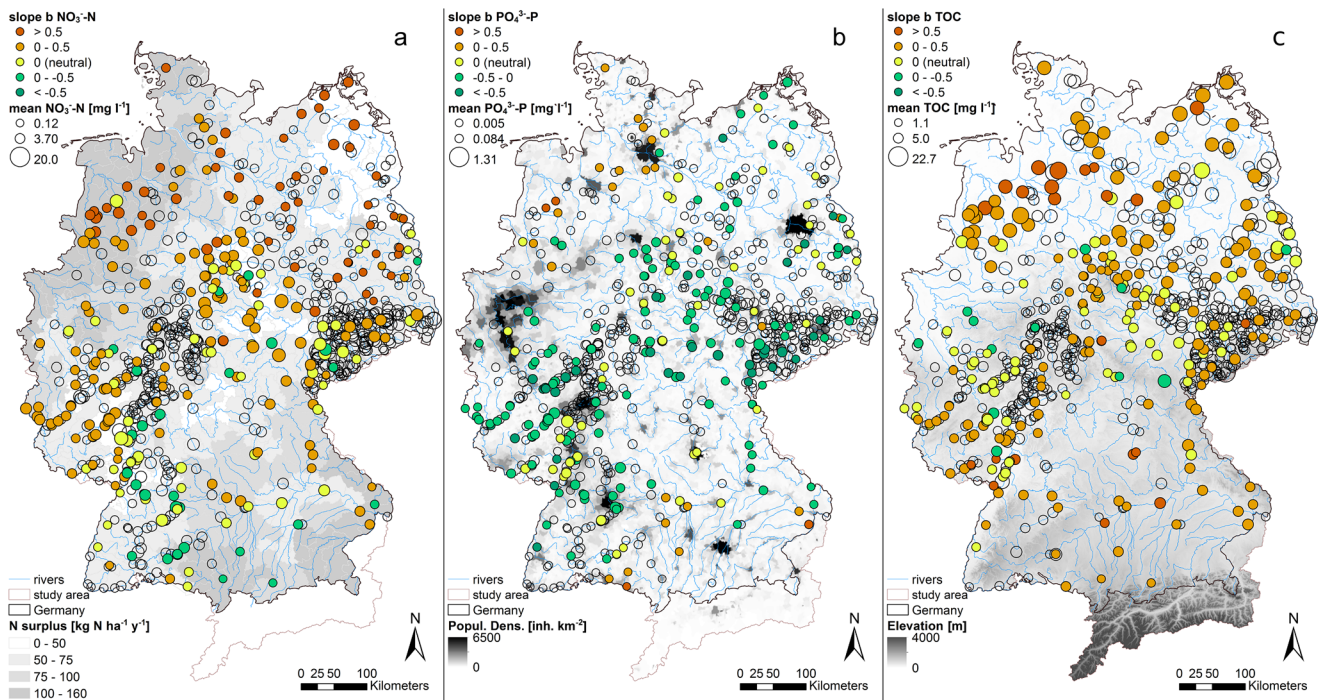 slope b NO₃⁻-N
> 0.5
0 - 0.5
0 (neutral)
0 - -0.5
< -0.5
mean NO₃⁻-N [mg l⁻¹]
0.12
3.70
20.0
a
rivers
study area
Germany
N surplus [kg N ha⁻¹ y⁻¹]
0 - 50
50 - 75
75 - 100
100 - 160
N
0 25 50 100
Kilometers
slope b PO₄³⁻-P
> 0.5
0 - 0.5
0 (neutral)
-0.5 - 0
< -0.5
mean PO₄³⁻-P [mg l⁻¹]
0.005
0.084
1.31
b
rivers
study area
Germany
Popul. Dens. [inh. km⁻²]
6500
0
N
0 25 50 100
Kilometers
slope b TOC
> 0.5
0 - 0.5
0 (neutral)
0 - -0.5
< -0.5
mean TOC [mg l⁻¹]
1.1
5.0
22.7
c
rivers
study area
Germany
Elevation [m]
4000
0
N
0 25 50 100
Kilometers